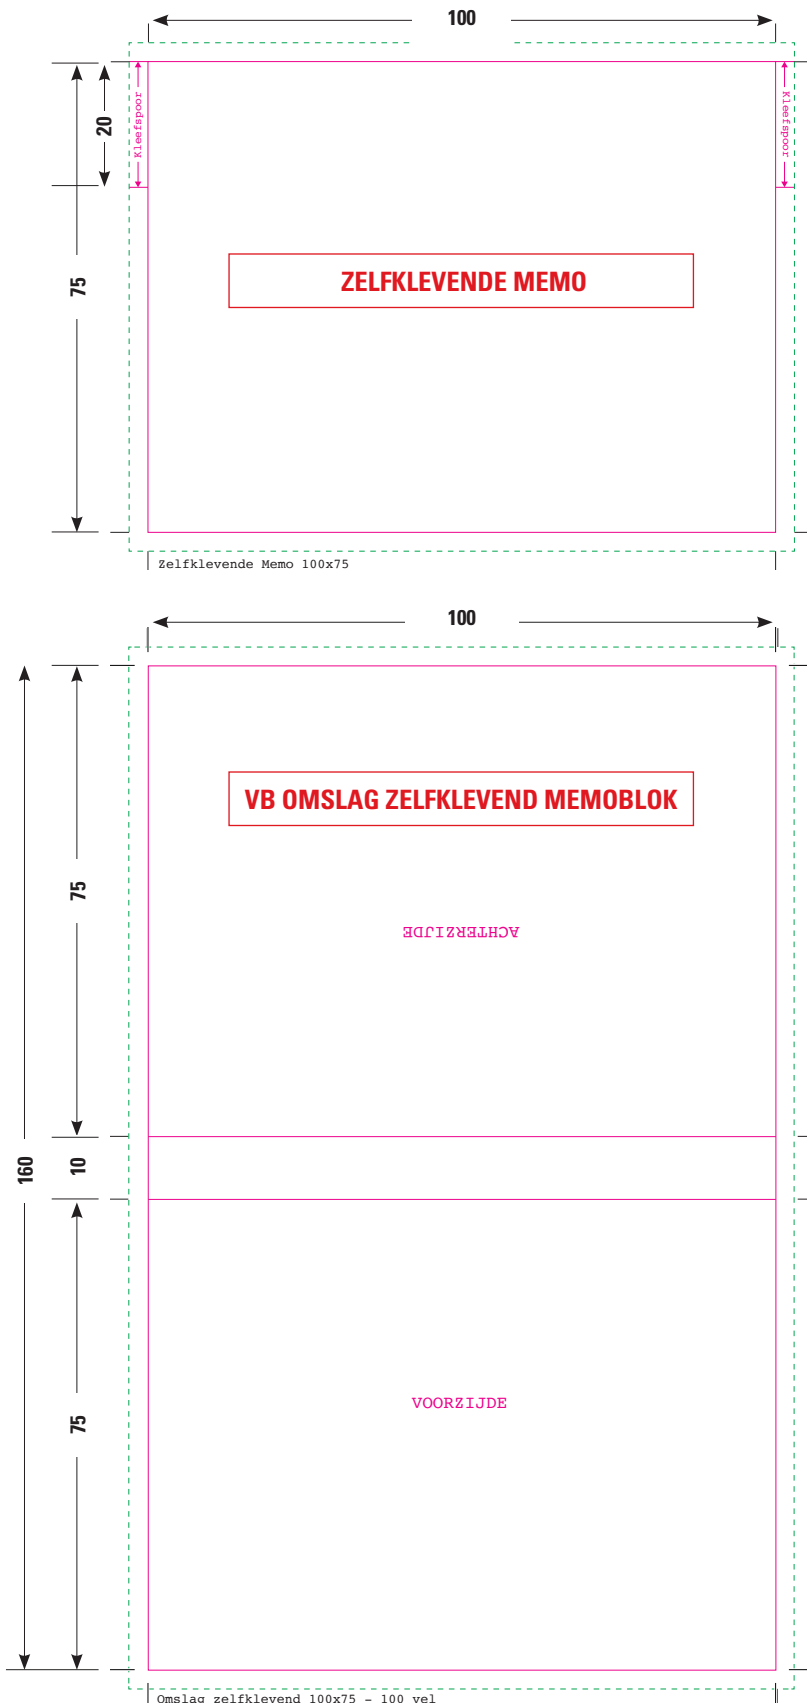 100
20
Kleefspoor
Kleefspoor
75
ZELFKLEVENDE MEMO
Zelfklevende Memo 100x75
100
VB OMSLAG ZELFKLEVEND MEMOBLOK
75
ACHTERZIJDE
160
10
75
VOORZIJDE
Omslag zelfklevend 100x75 - 100 vel